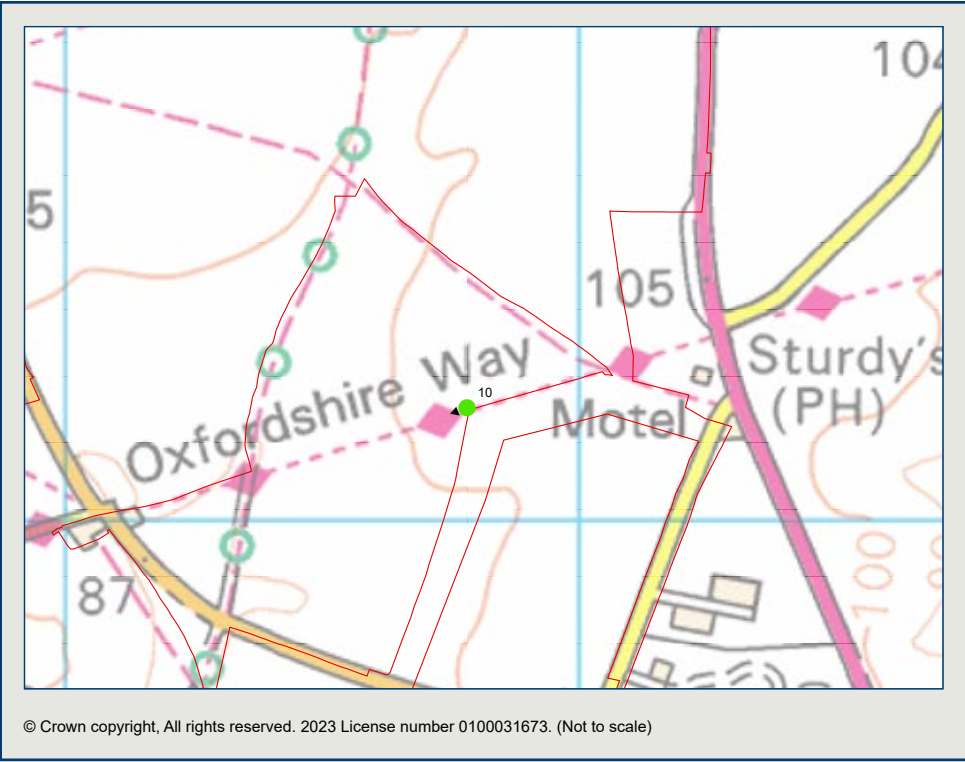 104
5
105
Oxfordshire Way
10
Sturdy's
(PH)
Motel
87
100
© Crown copyright, All rights reserved. 2023 License number 0100031673. (Not to scale)